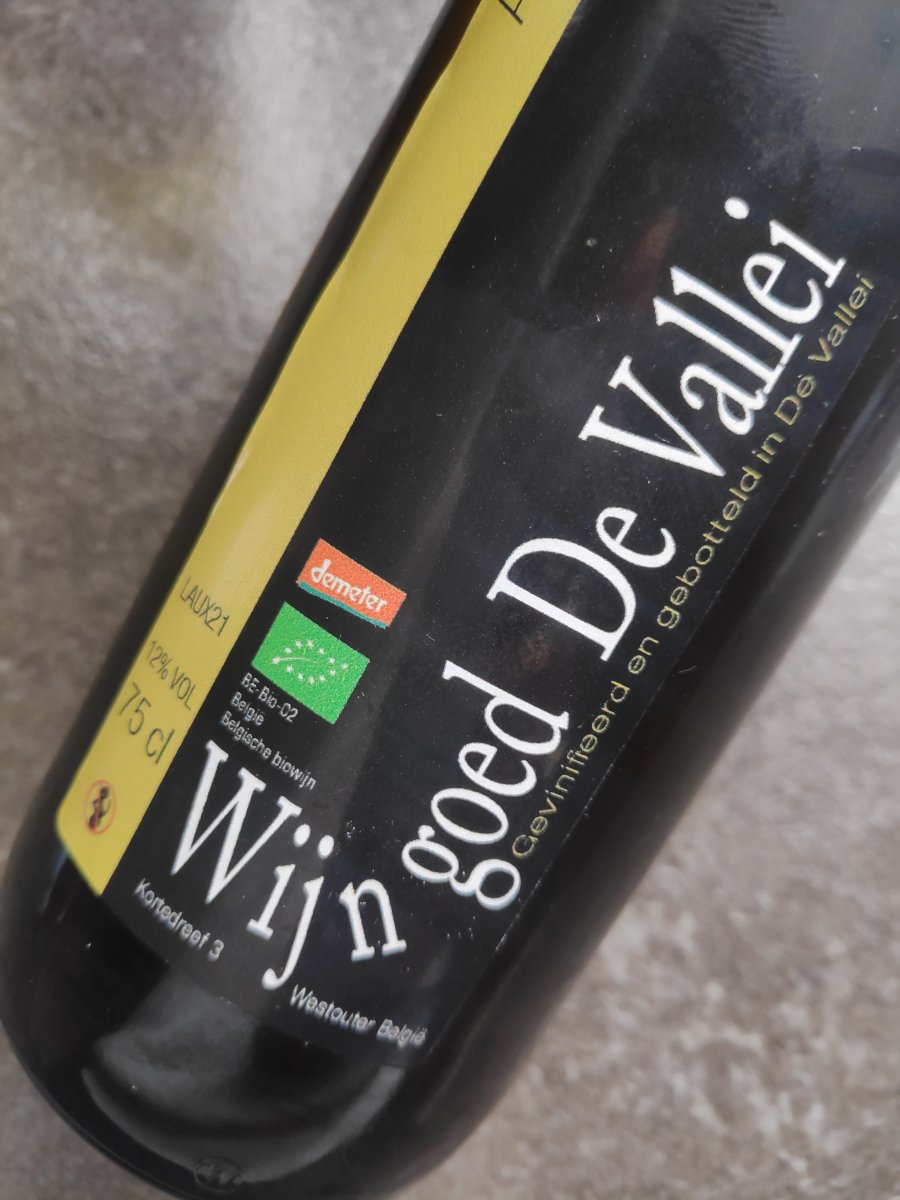 LAUX21
12% VOL
75 cl
demeter
BE-Bio-02
Belgie
Belgische biowijn
Wijngoed De Vallei
Gevinifieerd en gebotteld in De Vallei
Kortedreef 3
Westouter België